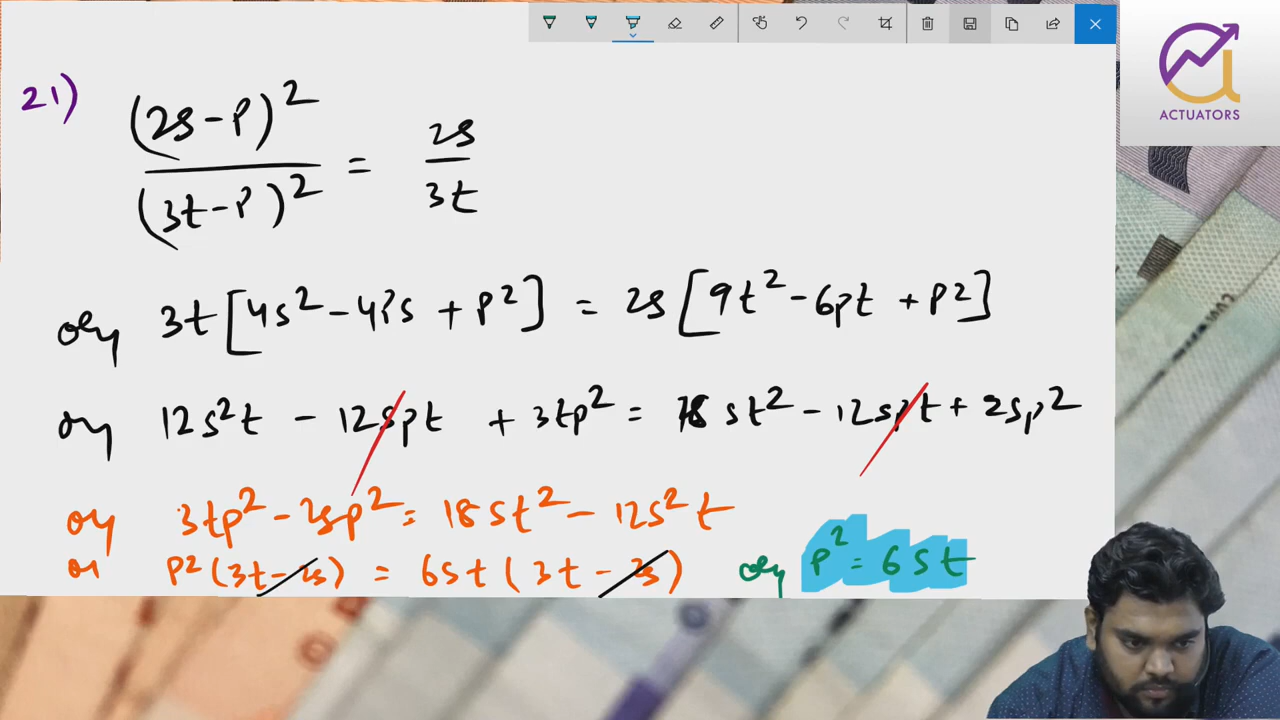 ACTUATORS
21) (2s-p)² / (3t-p)² = 2s / 3t
or 3t[4s² - 4ps + p²] = 2s[9t² - 6pt + p²]
or 12s²t - 12spt + 3tp² = 18st² - 12spt + 2sp²
or 3tp² - 2sp² = 18st² - 12s²t
or p²(3t - 2s) = 6st(3t - 2s) or p² = 6st